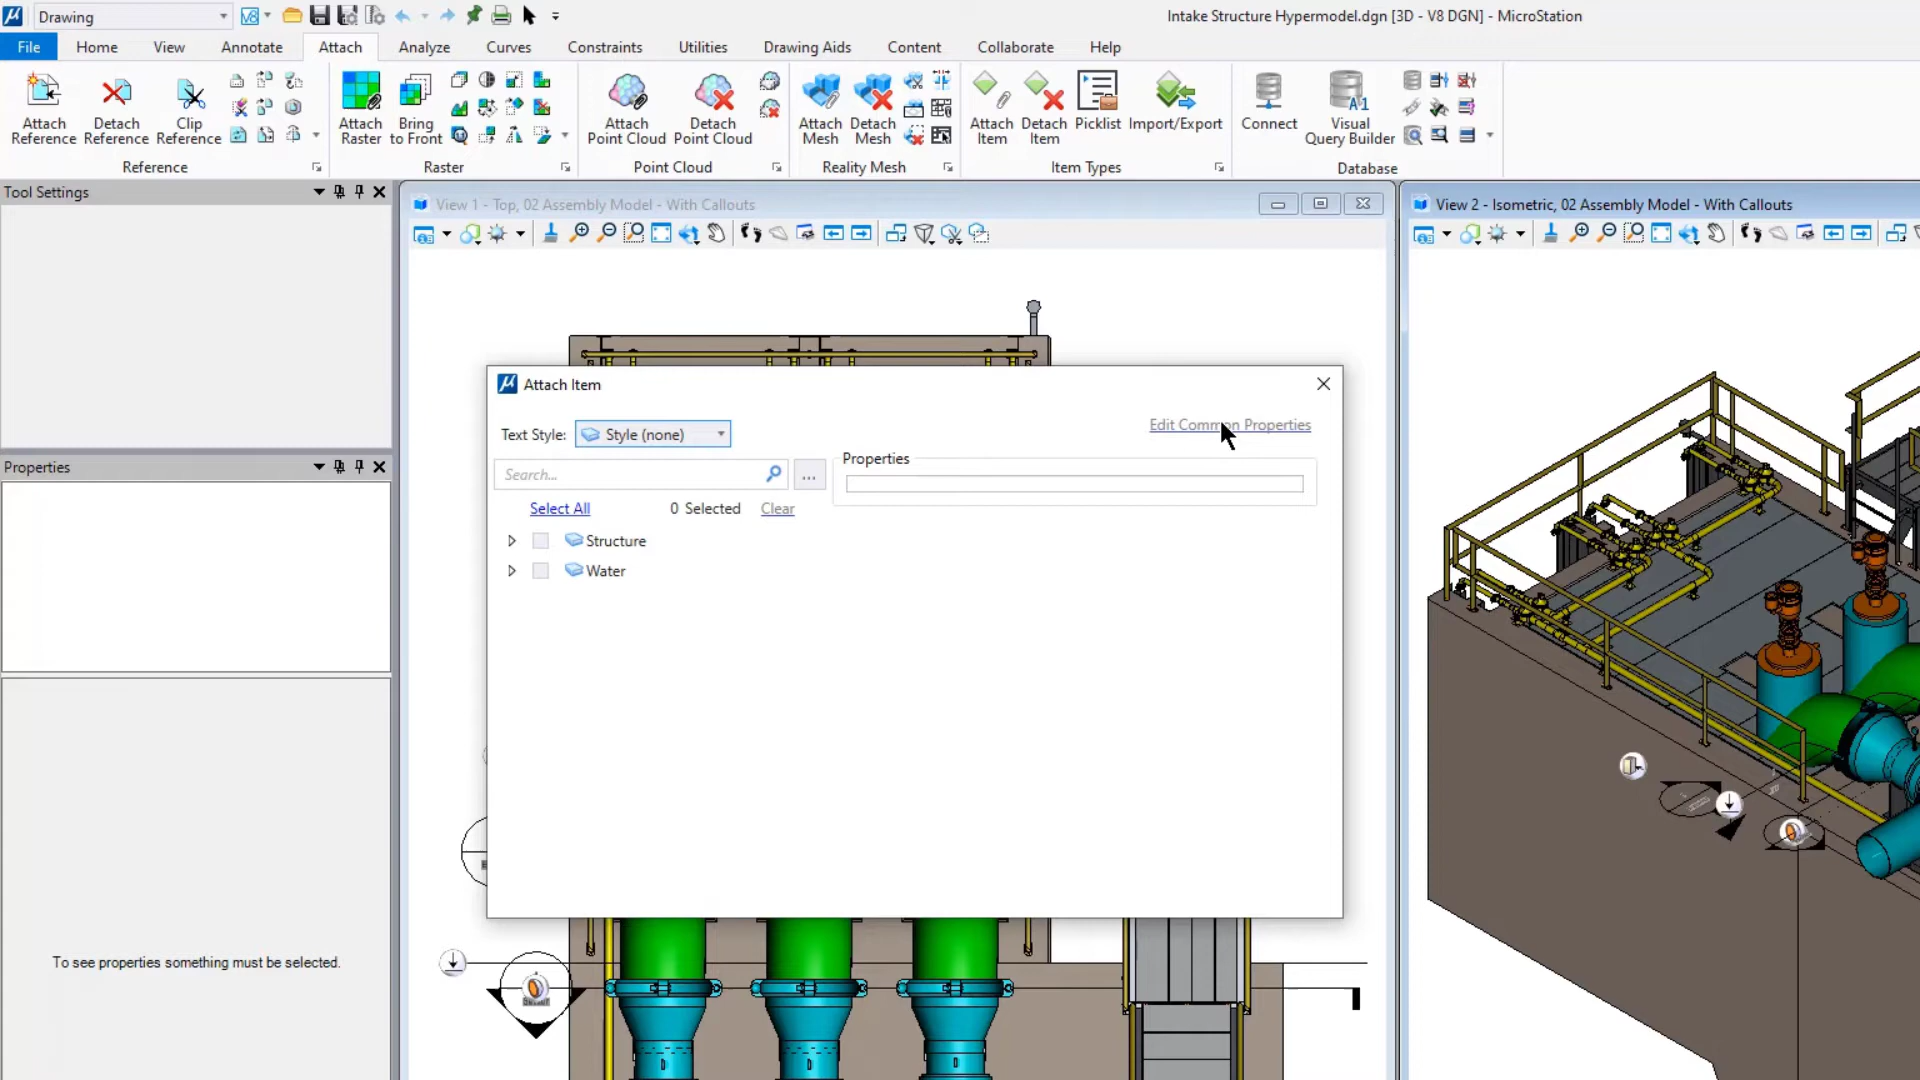 Drawing
Intake Structure Hypermodel.dgn [3D - V8 DGN] - MicroStation
File Home View Annotate Attach Analyze Curves Constraints Utilities Drawing Aids Content Collaborate Help
Attach Reference
Detach Reference
Clip Reference
Reference
Attach Raster
Bring to Front
Raster
Attach Point Cloud
Detach Point Cloud
Point Cloud
Attach Mesh
Detach Mesh
Reality Mesh
Attach Item
Detach Item
Picklist
Import/Export
Item Types
Connect
Visual Query Builder
Database
Tool Settings
View 1 - Top, 02 Assembly Model - With Callouts
View 2 - Isometric, 02 Assembly Model - With Callouts
Attach Item
Text Style: Style (none)
Edit Common Properties
Search...
...
Properties
Select All 0 Selected Clear
Structure
Water
Properties
To see properties something must be selected.